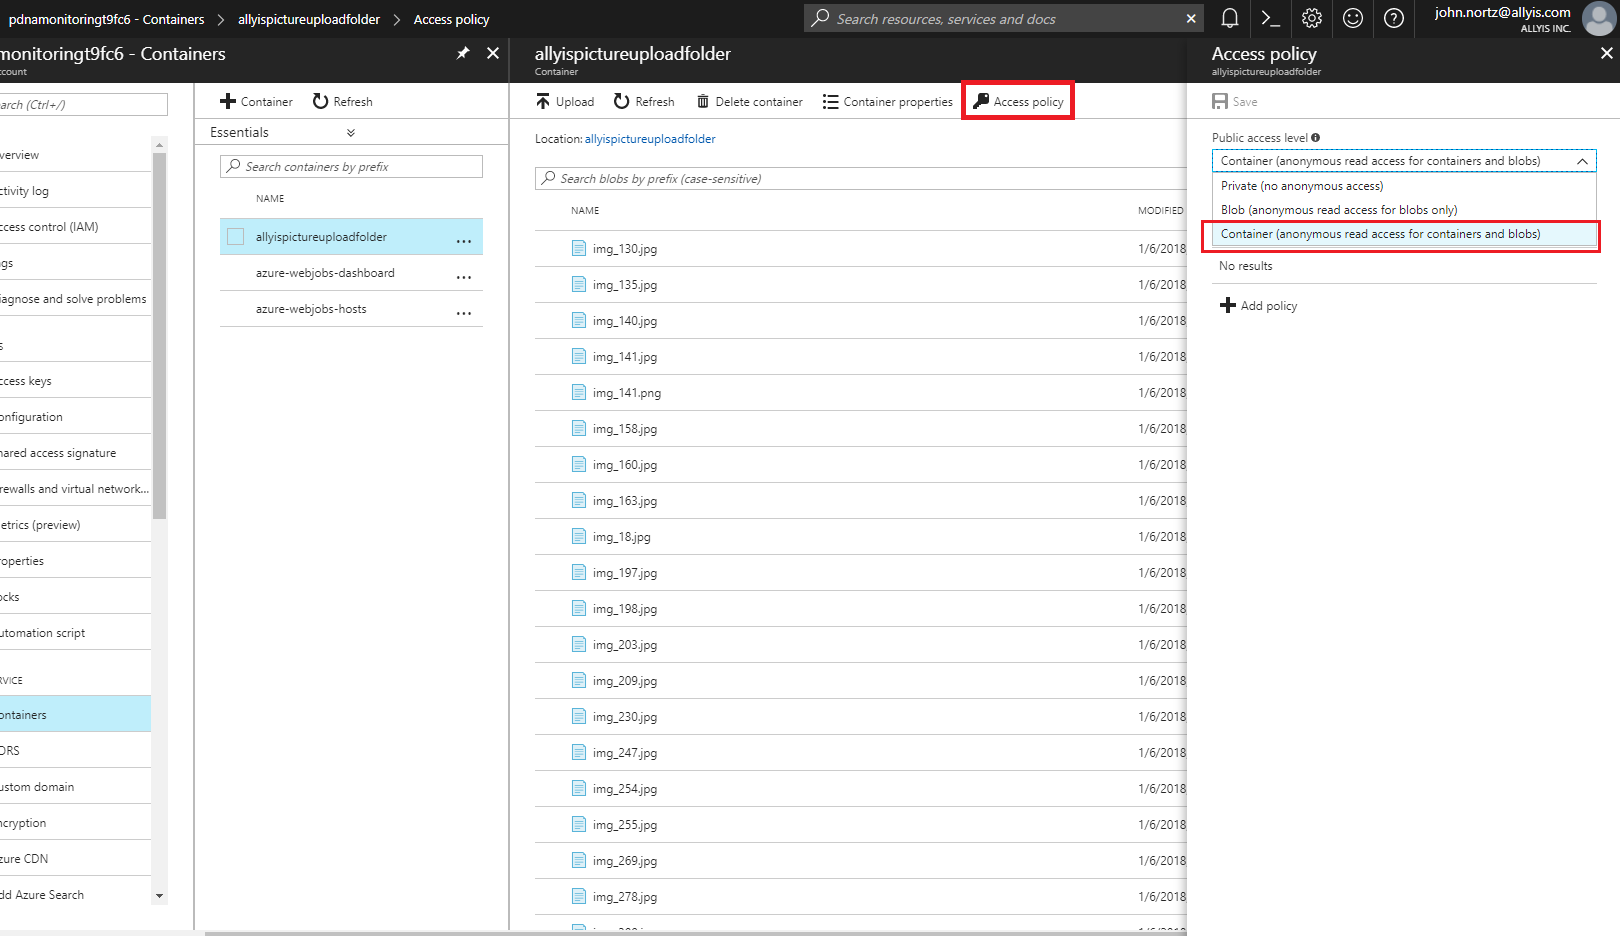 pdnamonitoringt9fc6 - Containers > allyispictureuploadfolder > Access policy
Search resources, services and docs
john.nortz@allyis.com
ALLYIS INC.
namonitoringt9fc6 - Containers
ccount
earch (Ctrl+/)
verview
ctivity log
ccess control (IAM)
gs
iagnose and solve problems
s
ccess keys
onfiguration
hared access signature
irewalls and virtual network...
etrics (preview)
roperties
ocks
utomation script
RVICE
ontainers
ORS
ustom domain
ncryption
zure CDN
dd Azure Search
Container
Refresh
Essentials
Search containers by prefix
NAME
allyispictureuploadfolder ...
azure-webjobs-dashboard ...
azure-webjobs-hosts ...
allyispictureuploadfolder
Container
Upload
Refresh
Delete container
Container properties
Access policy
Location: allyispictureuploadfolder
Search blobs by prefix (case-sensitive)
NAME MODIFIED
img_130.jpg 1/6/2018
img_135.jpg 1/6/2018
img_140.jpg 1/6/2018
img_141.jpg 1/6/2018
img_141.png 1/6/2018
img_158.jpg 1/6/2018
img_160.jpg 1/6/2018
img_163.jpg 1/6/2018
img_18.jpg 1/6/2018
img_197.jpg 1/6/2018
img_198.jpg 1/6/2018
img_203.jpg 1/6/2018
img_209.jpg 1/6/2018
img_230.jpg 1/6/2018
img_247.jpg 1/6/2018
img_254.jpg 1/6/2018
img_255.jpg 1/6/2018
img_269.jpg 1/6/2018
img_278.jpg 1/6/2018
Access policy
allyispictureuploadfolder
Save
Public access level
Container (anonymous read access for containers and blobs)
Private (no anonymous access)
Blob (anonymous read access for blobs only)
Container (anonymous read access for containers and blobs)
No results
Add policy